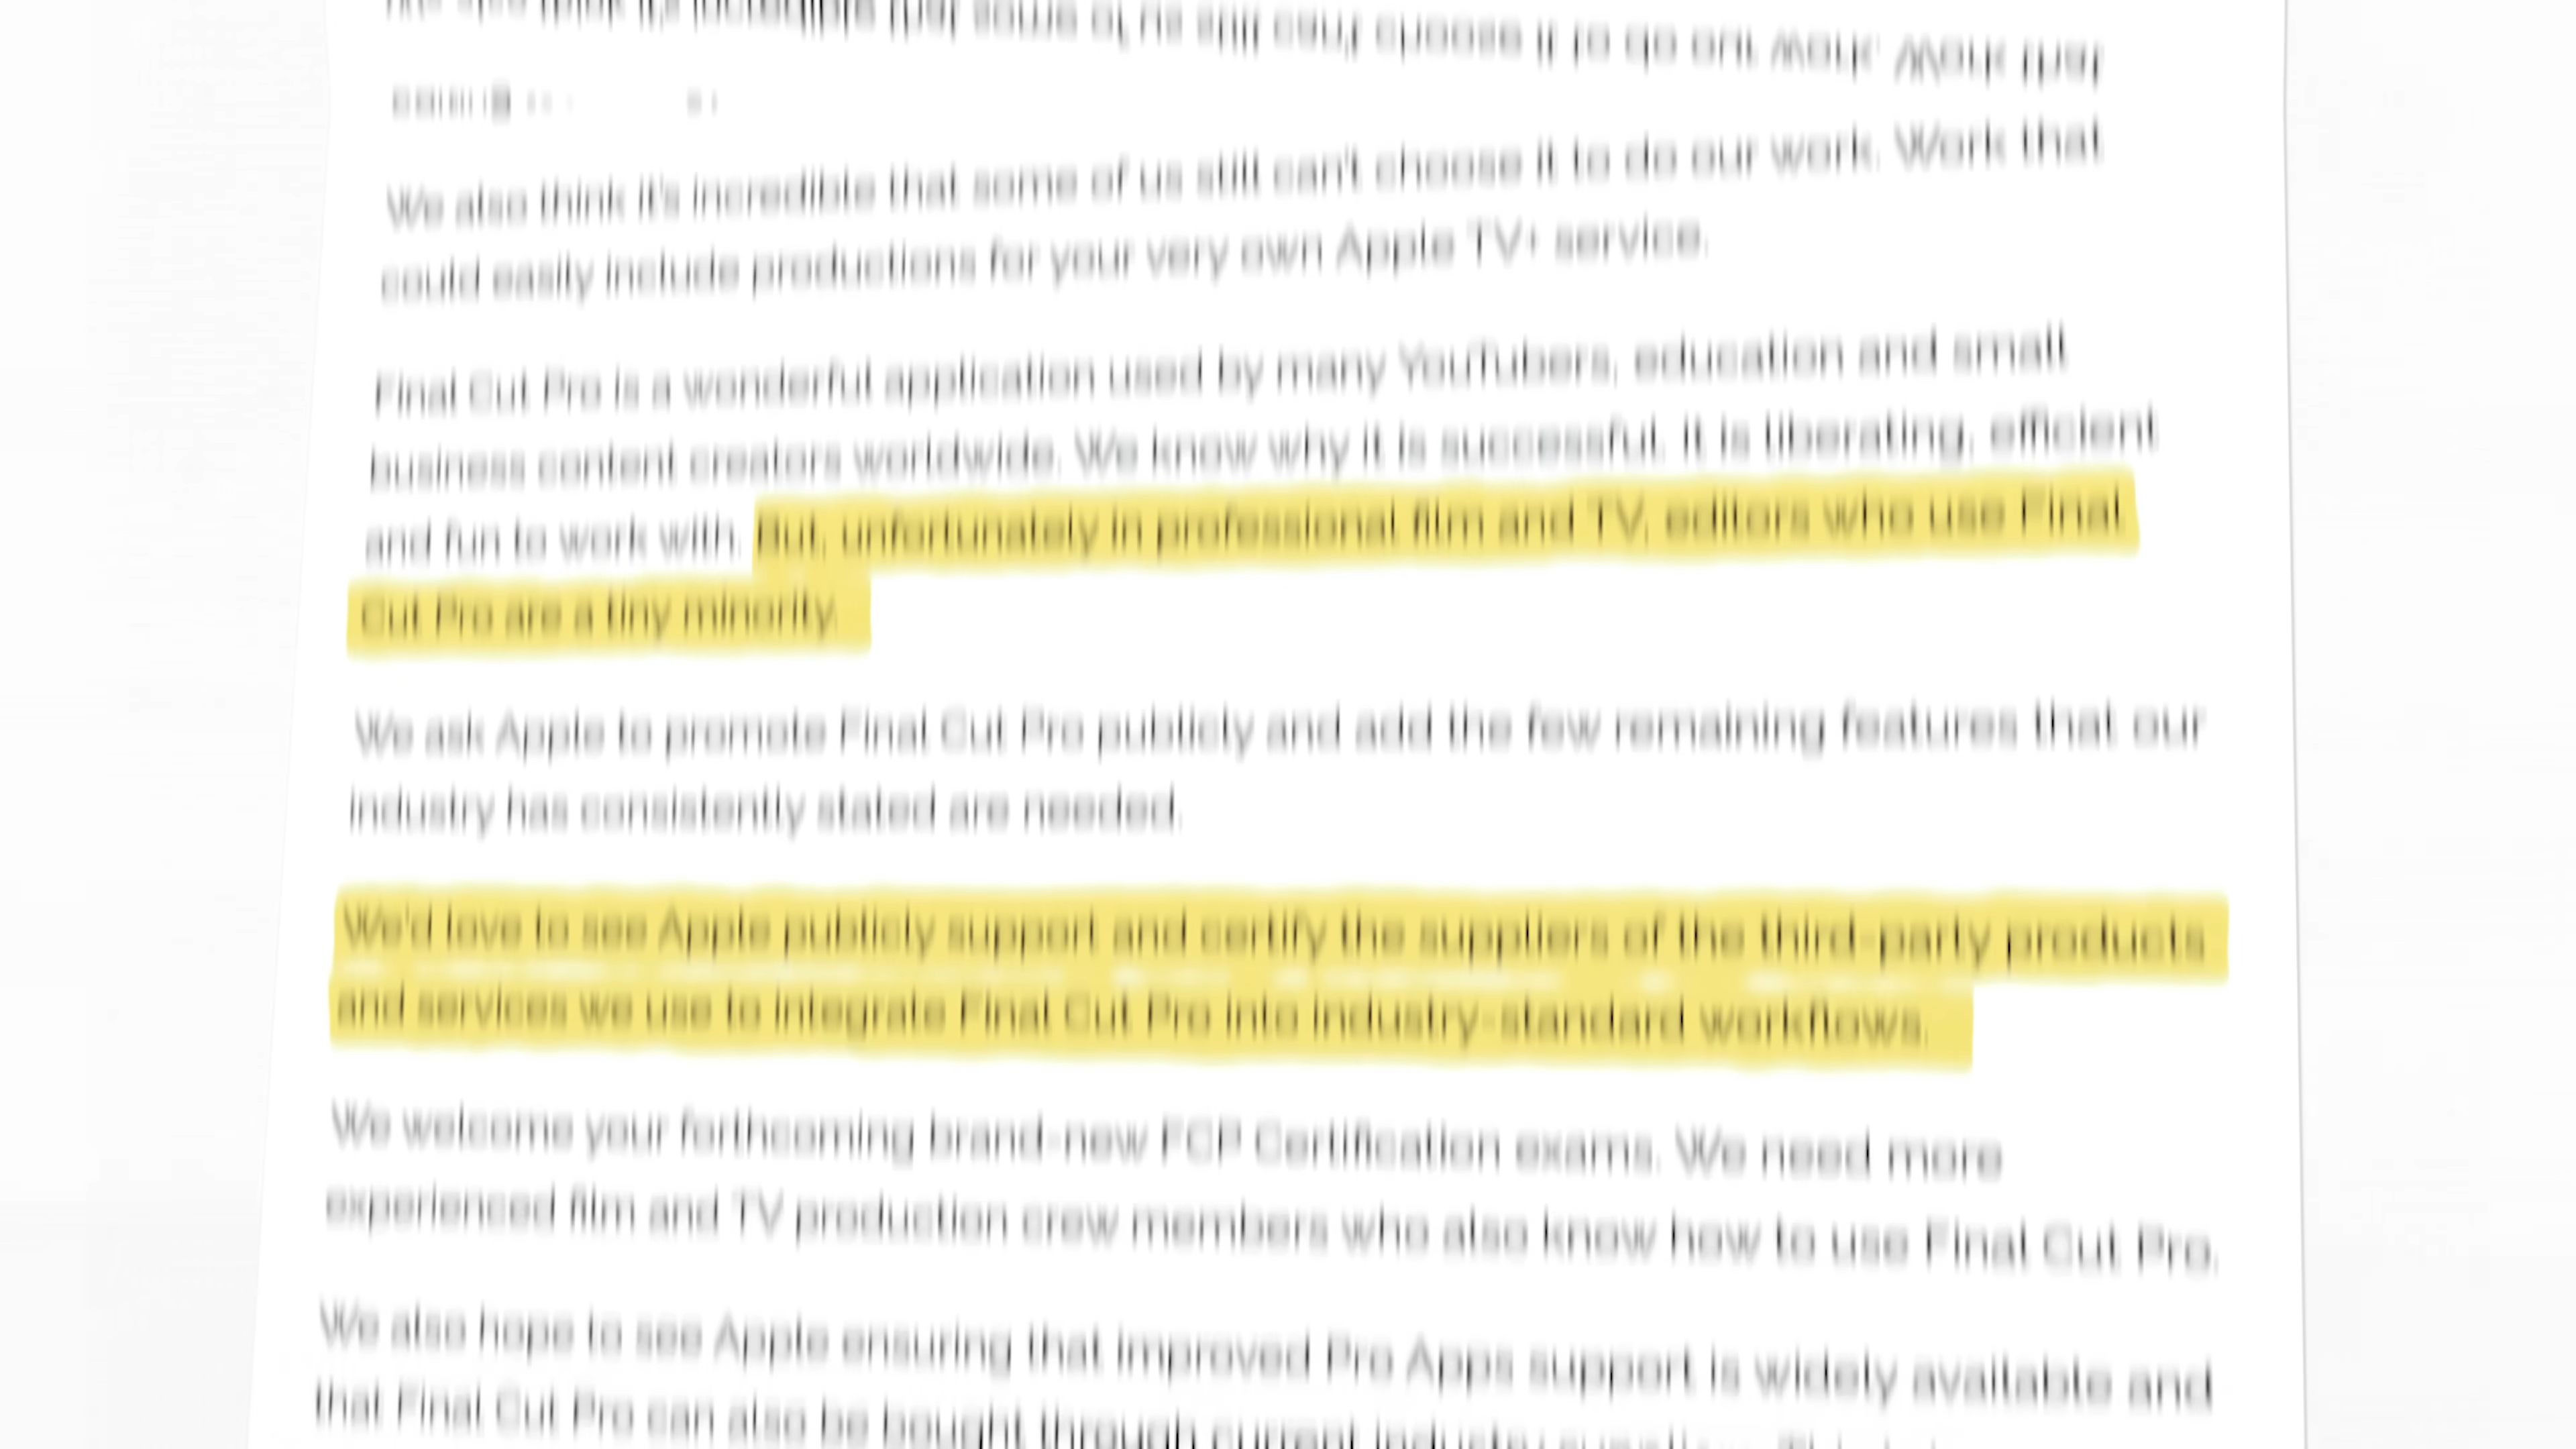 We also think it's incredible that some of us still can't choose it to do our work. Work that
could easily include productions for your very own Apple TV+ service.
Final Cut Pro is a wonderful application used by many YouTubers, education and small
business content creators worldwide. We know why it is successful. It is liberating, efficient
and fun to work with. But, unfortunately in professional film and TV, editors who use Final
Cut Pro are a tiny minority.
We ask Apple to promote Final Cut Pro publicly and add the few remaining features that our
industry has consistently stated are needed.
We'd love to see Apple publicly support and certify the suppliers of the third-party products
and services we use to integrate Final Cut Pro into industry-standard workflows.
We welcome your forthcoming brand-new FCP Certification exams. We need more
experienced film and TV production crew members who also know how to use Final Cut Pro.
We also hope to see Apple ensuring that improved Pro Apps support is widely available and
that Final Cut Pro can also be bought through current industry